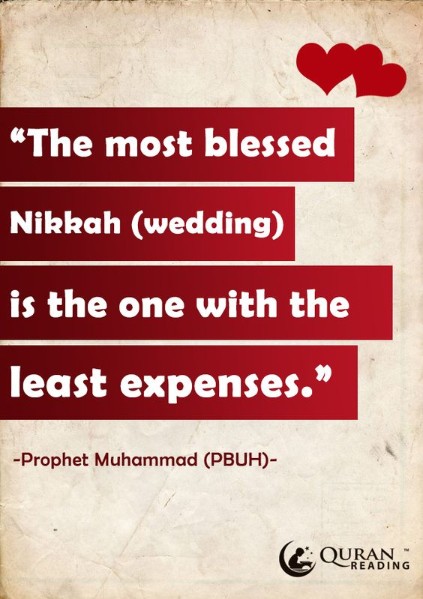 “The most blessed
Nikkah (wedding)
is the one with the
least expenses.”
-Prophet Muhammad (PBUH)-
QURAN ™
READING